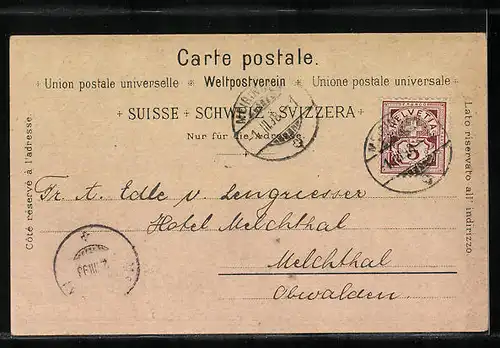 Carte postale.
Union postale universelle * Weltpostverein * Unione postale universale
SUISSE + SCHWEIZ + SVIZZERA
Nur für die Adresse.
Côté réservé à l'adresse.
Lato riservato all' indirizzo
HELVETIA
5
Fr. A. Edle v. Lengriesser
Hotel Melchthal
Melchthal
Obwalden.